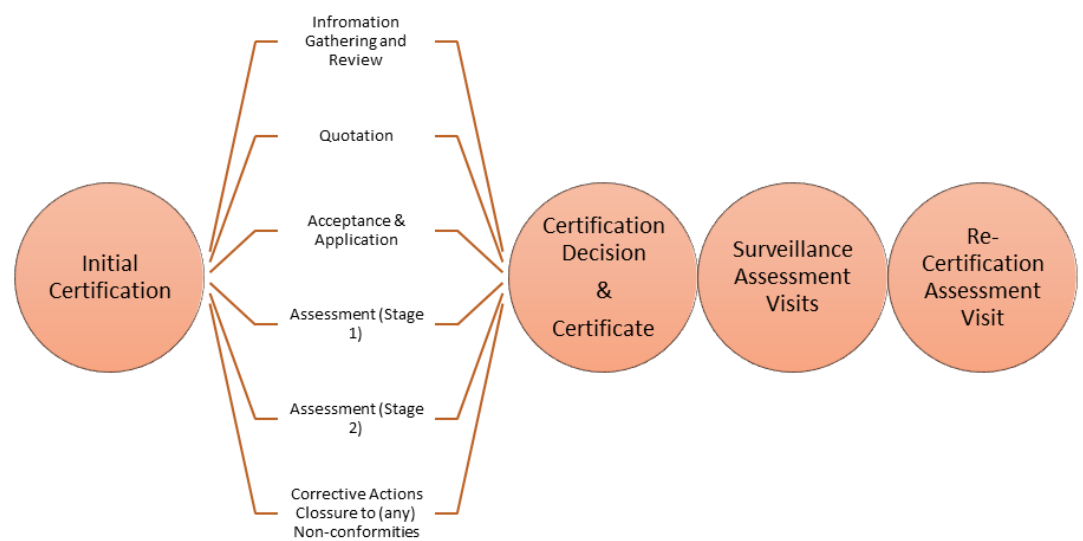 Initial
Certification
Infromation
Gathering and
Review
Quotation
Acceptance &
Application
Assessment (Stage
1)
Assessment (Stage
2)
Corrective Actions
Clossure to (any)
Non-conformities
Certification
Decision
&
Certificate
Surveillance
Assessment
Visits
Re-
Certification
Assessment
Visit